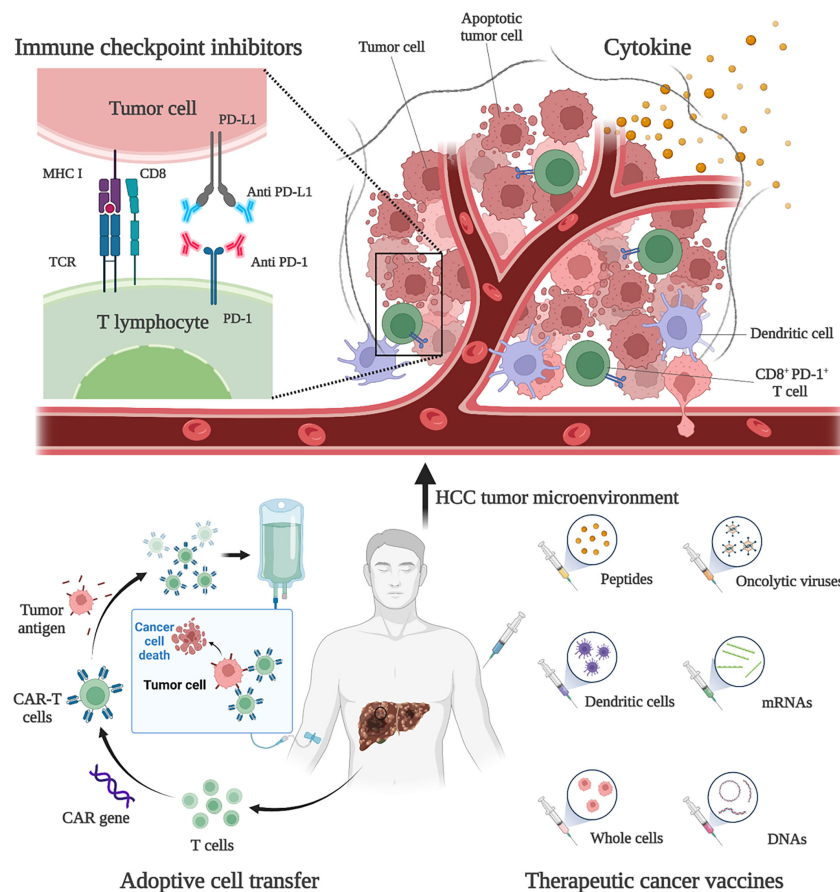 Immune checkpoint inhibitors
Apoptotic
tumor cell
Tumor cell
Cytokine
Tumor cell
PD-L1
MHC I
CD8
Anti PD-L1
TCR
Anti PD-1
T lymphocyte
PD-1
Dendritic cell
CD8⁺ PD-1⁺
T cell
HCC tumor microenvironment
Tumor
antigen
Cancer
cell
death
Tumor cell
CAR-T
cells
CAR gene
T cells
Adoptive cell transfer
Peptides
Oncolytic viruses
Dendritic cells
mRNAs
Whole cells
DNAs
Therapeutic cancer vaccines